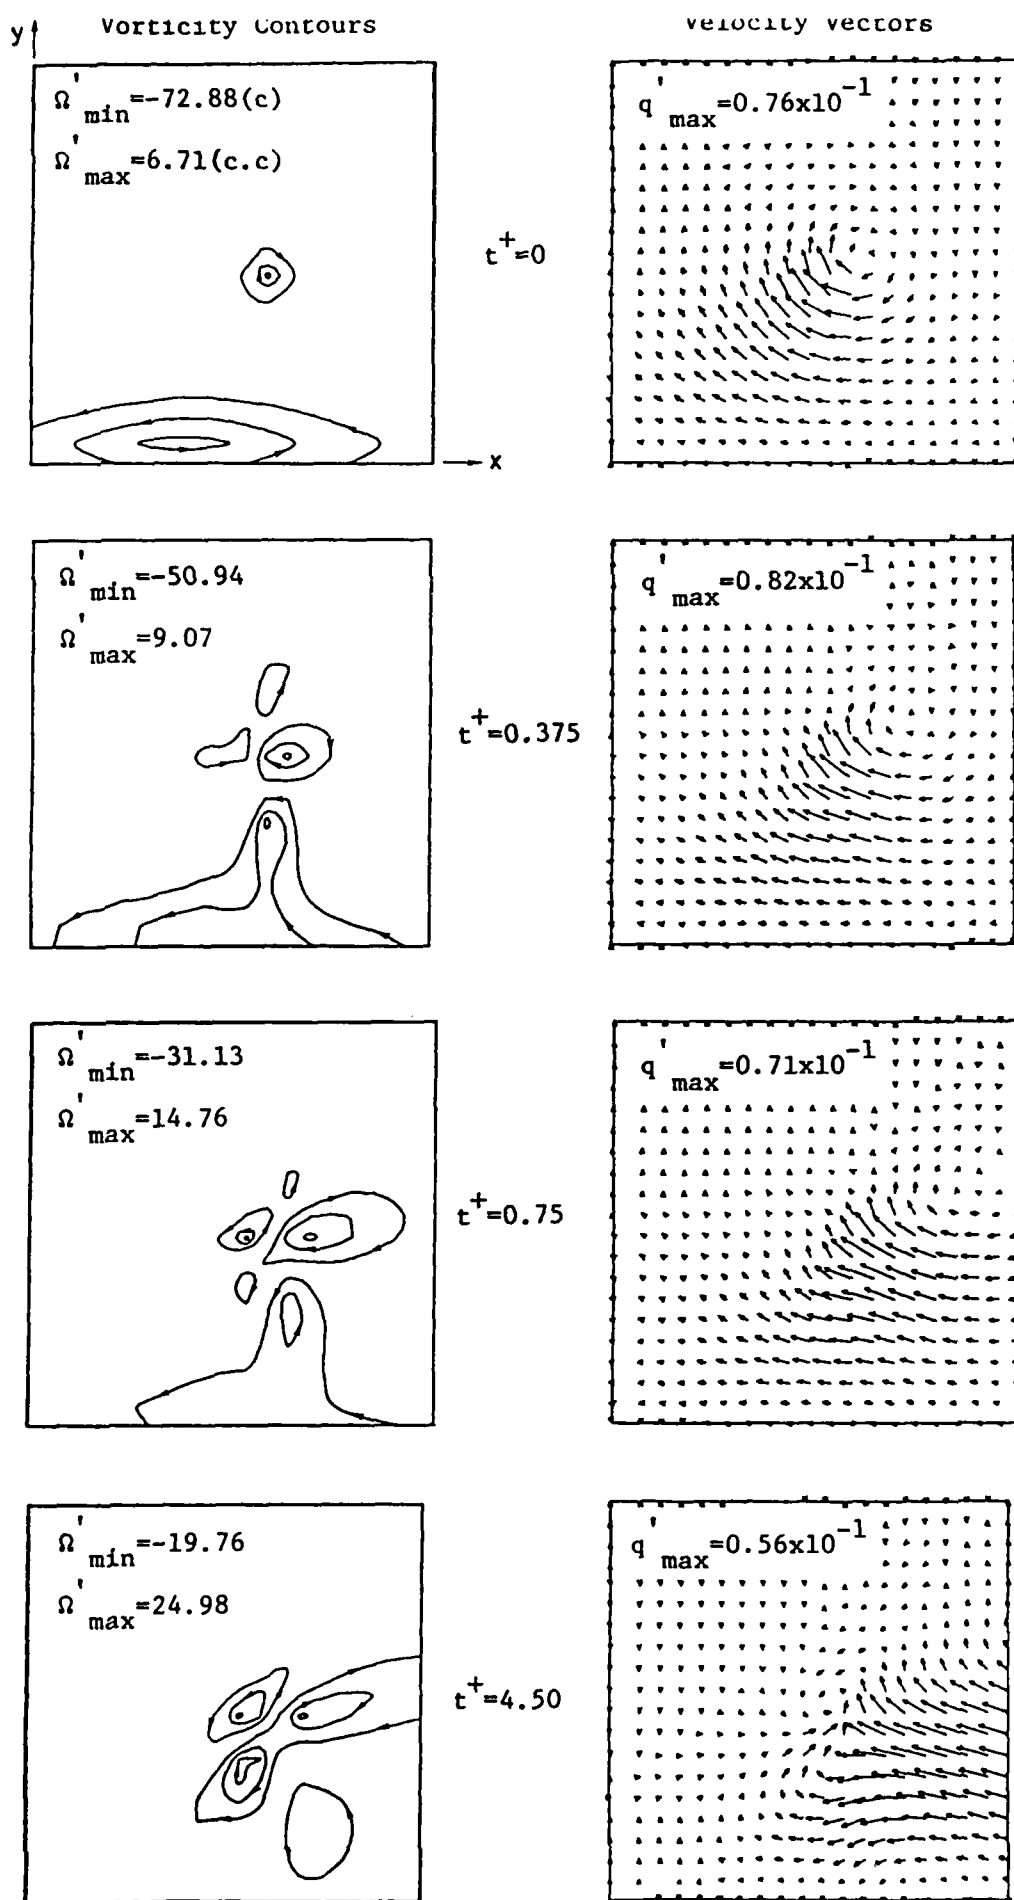 Vorticity Contours
Velocity Vectors
y
Ω'min=-72.88(c)
Ω'max=6.71(c.c)
t+=0
q'max=0.76x10-1
x
Ω'min=-50.94
Ω'max=9.07
t+=0.375
q'max=0.82x10-1
Ω'min=-31.13
Ω'max=14.76
t+=0.75
q'max=0.71x10-1
Ω'min=-19.76
Ω'max=24.98
t+=4.50
q'max=0.56x10-1